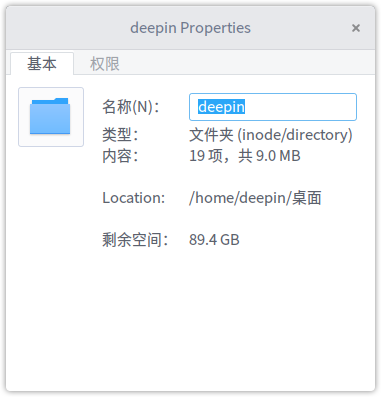 deepin Properties
基本 权限
名称(N)： deepin
类型： 文件夹 (inode/directory)
内容： 19 项，共 9.0 MB
Location: /home/deepin/桌面
剩余空间： 89.4 GB